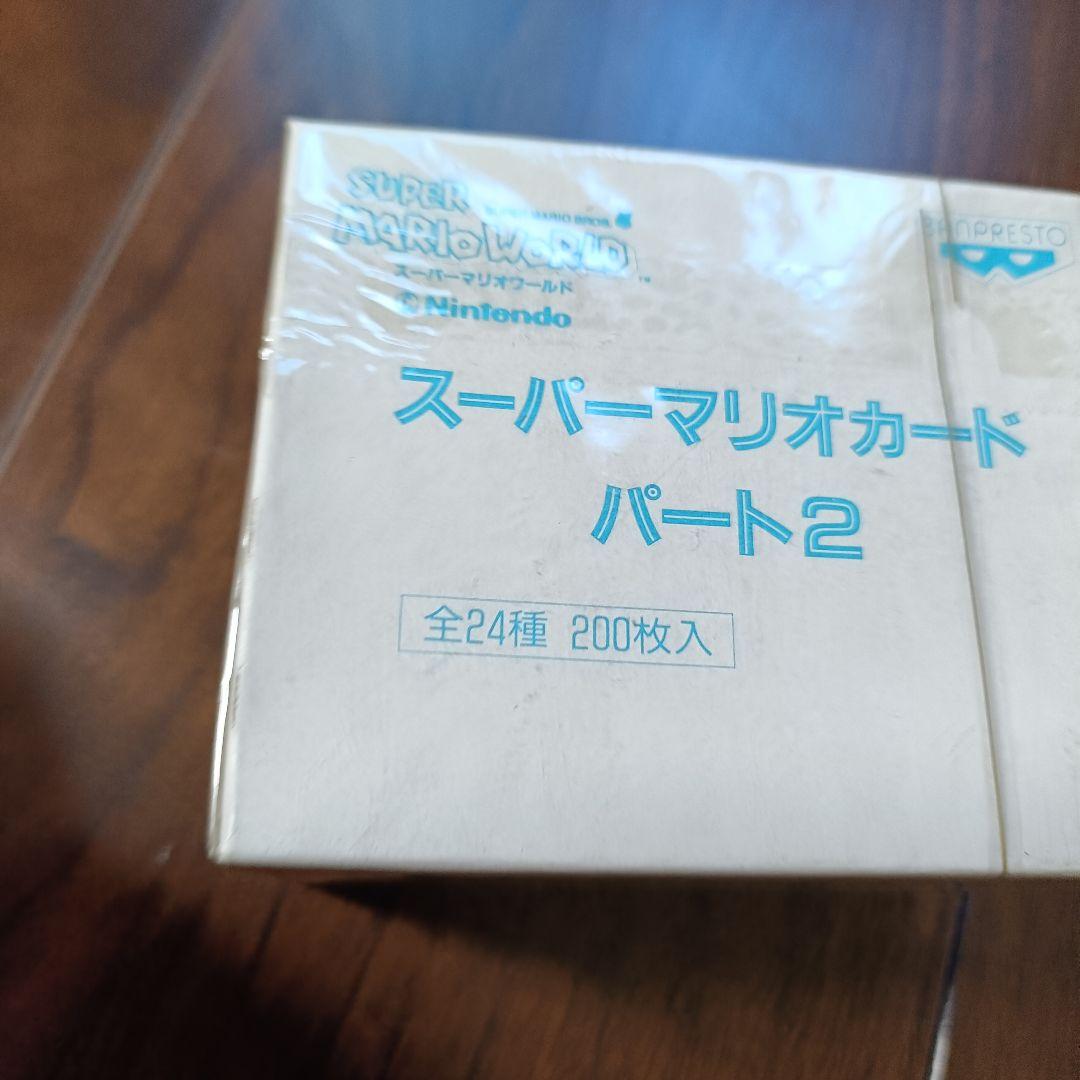 SUPER
SUPER MARIO BROS. 4
MARIO WORLD™
スーパーマリオワールド
© Nintendo
BANPRESTO
スーパーマリオカード
パート2
全24種 200枚入